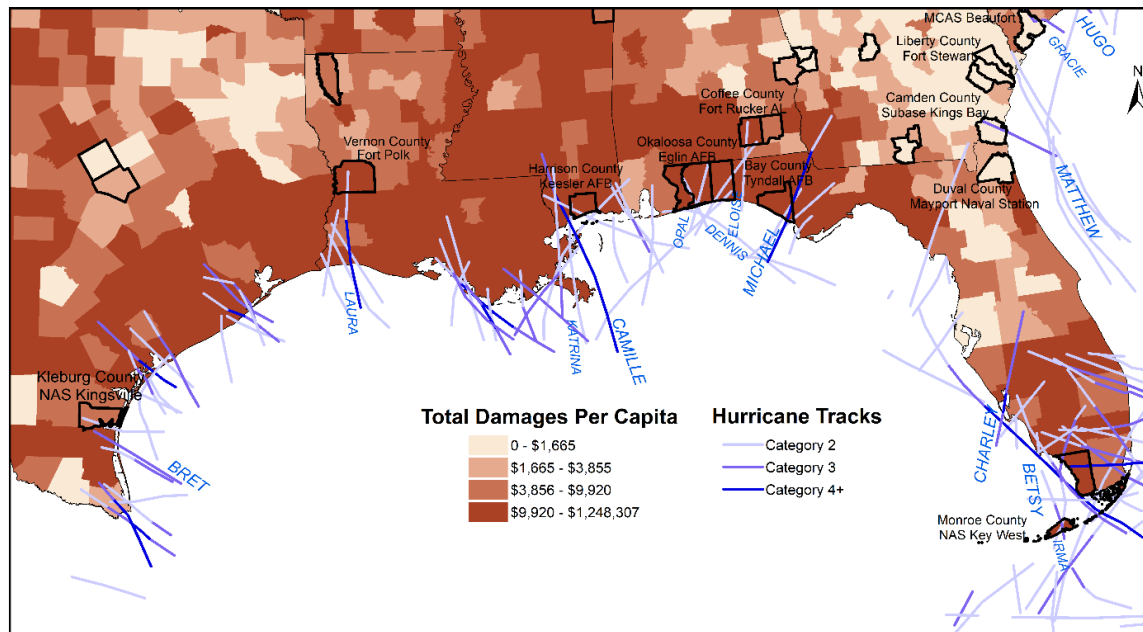 MCAS Beaufort
HUGO
GRACIE
Liberty County
Fort Stewart
N
Coffee County
Fort Rucker AL
Camden County
Subase Kings Bay
Vernon County
Fort Polk
Okaloosa County
Eglin AFB
Harrison County
Keesler AFB
Bay County
Tyndall AFB
Duval County
Mayport Naval Station
MATTHEW
OPAL
ELOIS
DENNIS
MICHAEL
LAURA
KATRINA
CAMILLE
Kleburg County
NAS Kingsville
BRET
CHARLEY
BETSY
Total Damages Per Capita
0 - $1,665
$1,665 - $3,855
$3,856 - $9,920
$9,920 - $1,248,307
Hurricane Tracks
Category 2
Category 3
Category 4+
Monroe County
NAS Key West
IRMA